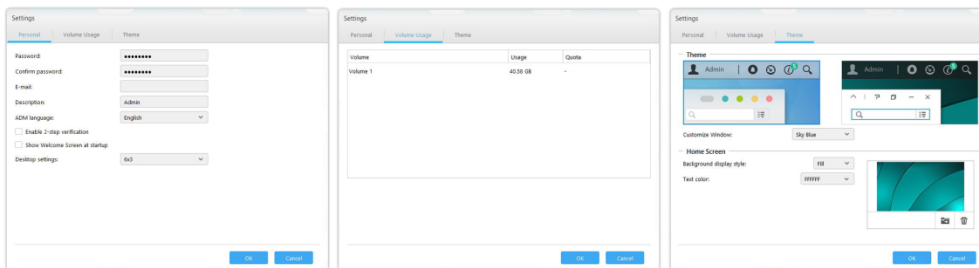 Settings
Personal Volume Usage Theme
Password: ••••••••
Confirm password: ••••••••
E-mail:
Description: Admin
ADM language: English
Enable 2-step verification
Show Welcome Screen at startup
Desktop settings: 6x3
OK Cancel
Settings
Personal Volume Usage Theme
Volume Usage Quota
Volume 1 40.58 GB -
OK Cancel
Settings
Personal Volume Usage Theme
Theme
Admin
Admin
Customize Window: Sky Blue
Home Screen
Background display style: Fill
Text color: FFFFFF
OK Cancel